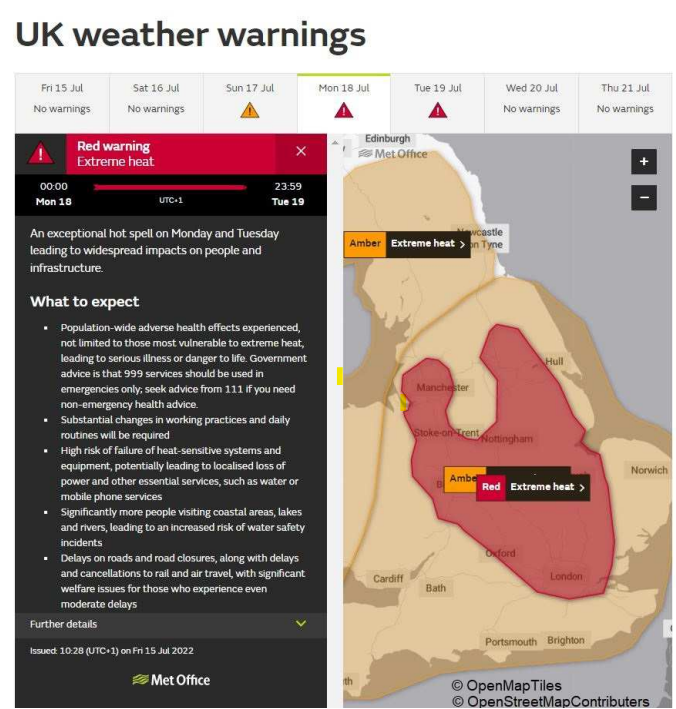 UK weather warnings
Fri 15 Jul
Sat 16 Jul
Sun 17 Jul
Mon 18 Jul
Tue 19 Jul
Wed 20 Jul
Thu 21 Jul
No warnings
No warnings
No warnings
No warnings
Red warning
Extreme heat
00:00
23:59
Mon 18
UTC+1
Tue 19
An exceptional hot spell on Monday and Tuesday
leading to widespread impacts on people and
infrastructure.
What to expect
Population-wide adverse health effects experienced,
not limited to those most vulnerable to extreme heat,
leading to serious illness or danger to life. Government
advice is that 999 services should be used in
emergencies only; seek advice from 111 if you need
non-emergency health advice.
Substantial changes in working practices and daily
routines will be required
High risk of failure of heat-sensitive systems and
equipment, potentially leading to localised loss of
power and other essential services, such as water or
mobile phone services
Significantly more people visiting coastal areas, lakes
and rivers, leading to an increased risk of water safety
incidents
Delays on roads and road closures, along with delays
and cancellations to rail and air travel, with significant
welfare issues for those who experience even
moderate delays
Further details
Issued: 10:28 (UTC+1) on Fri 15 Jul 2022
Met Office
Edinburgh
Met Office
+
−
Amber Extreme heat >
castle
n Tyne
Hull
Manchester
Stoke-on-Trent
Nottingham
Norwich
Ambe
Red Extreme heat >
Oxford
Cardiff
Bath
London
Portsmouth
Brighton
th
© OpenMapTiles
© OpenStreetMapContributers